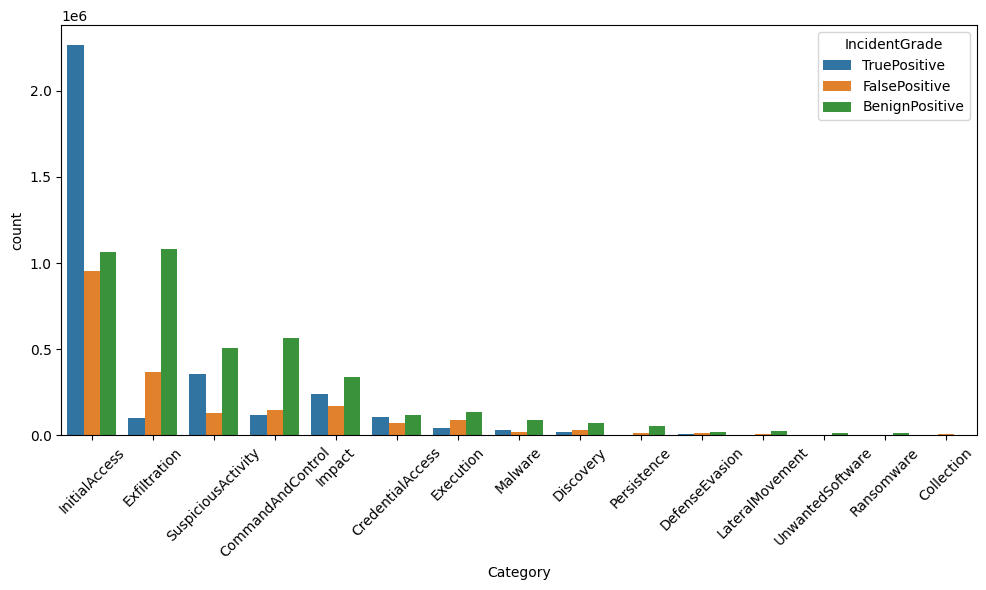 1e6
IncidentGrade
TruePositive
FalsePositive
BenignPositive
2.0
1.5
1.0
0.5
0.0
count
InitialAccess
Exfiltration
SuspiciousActivity
CommandAndControl
Impact
CredentialAccess
Execution
Malware
Discovery
Persistence
DefenseEvasion
LateralMovement
UnwantedSoftware
Ransomware
Collection
Category